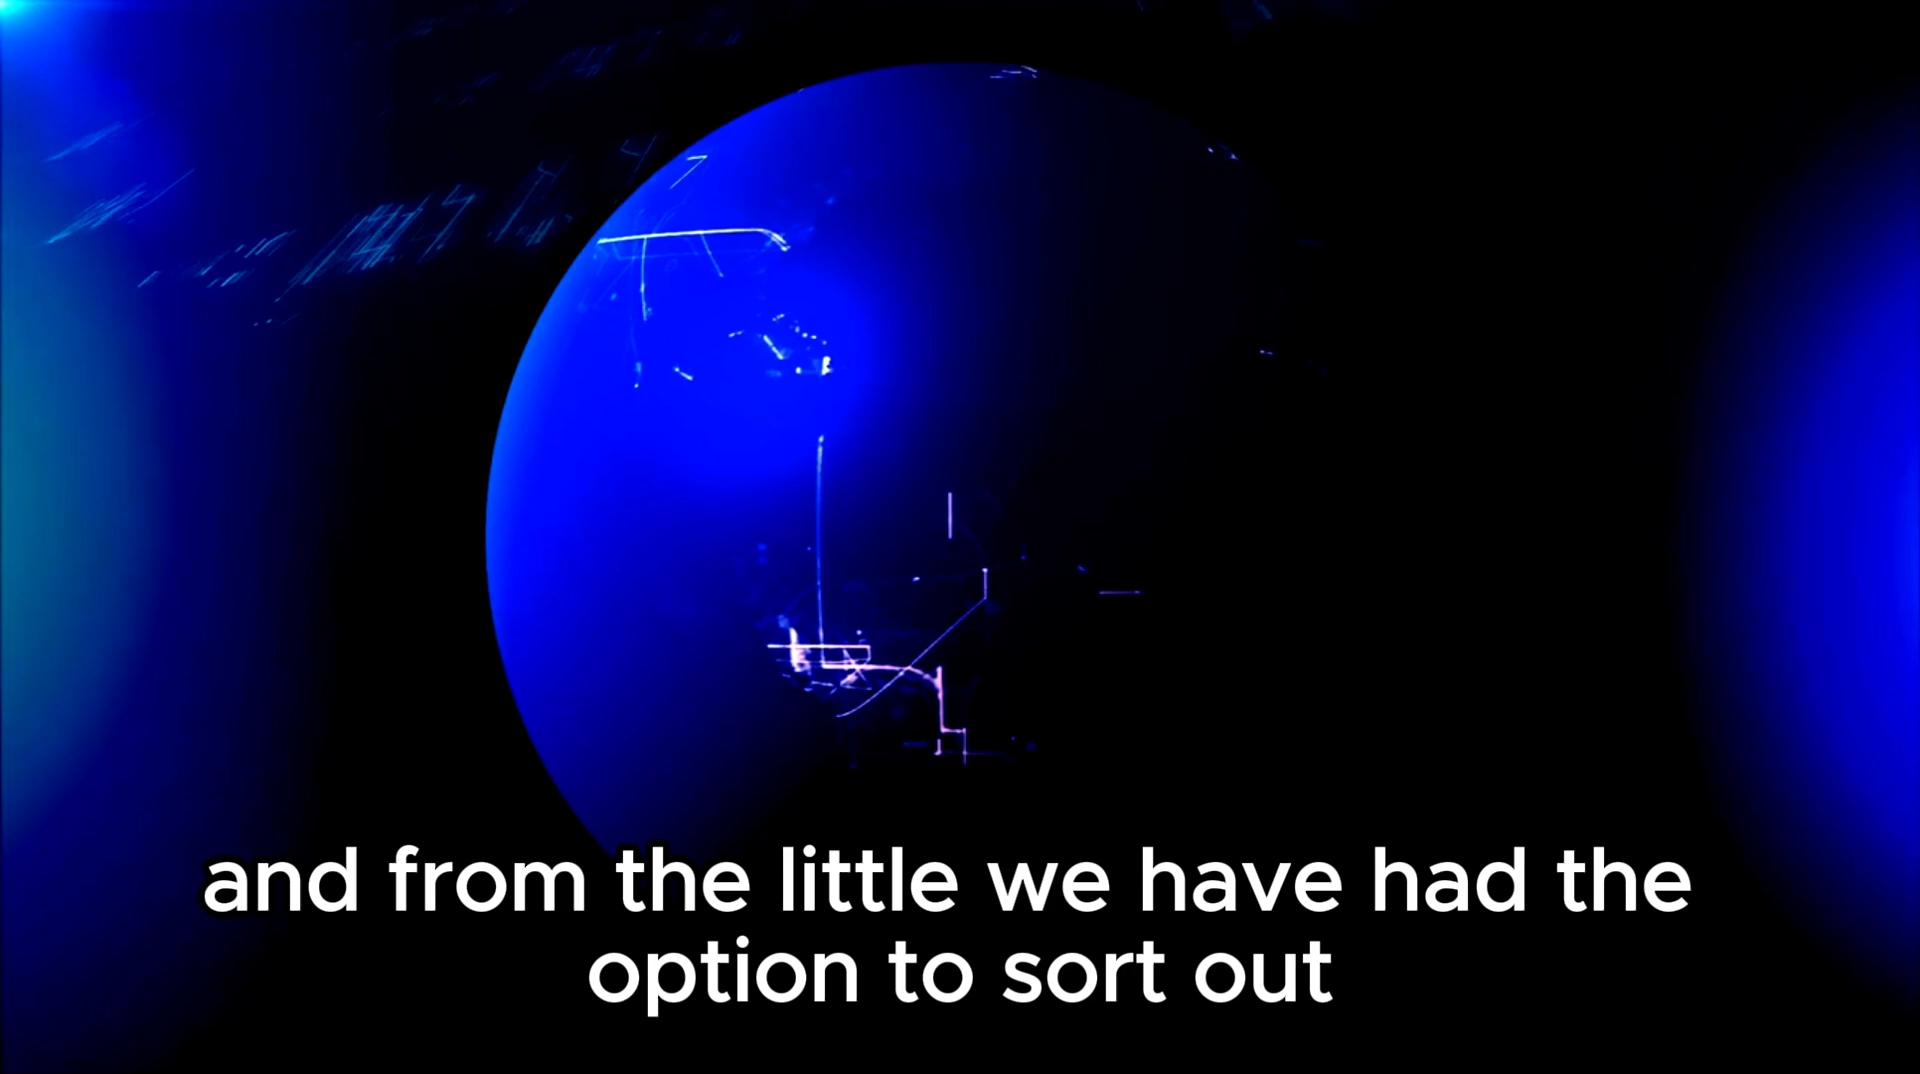 and from the little we have had the
option to sort out